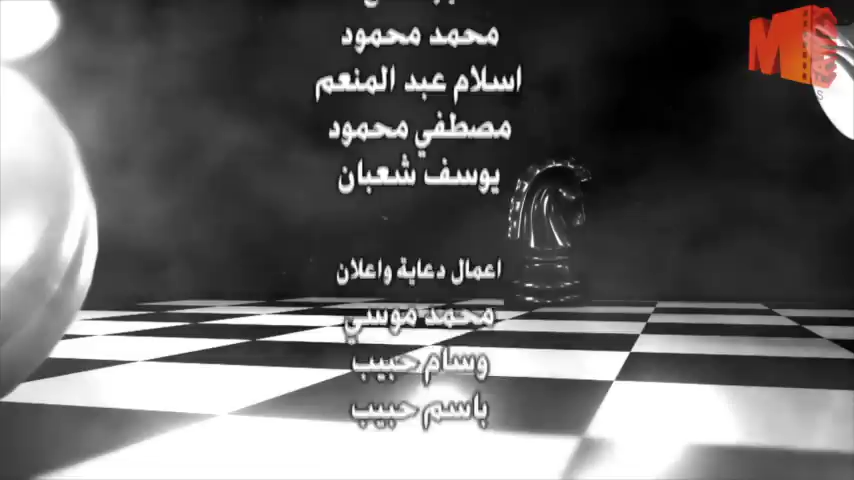 محمد محمود
اسلام عبد المنعم
مصطفي محمود
يوسف شعبان
اعمال دعاية واعلان
محمد موسي
وسام حبيب
باسم حبيب